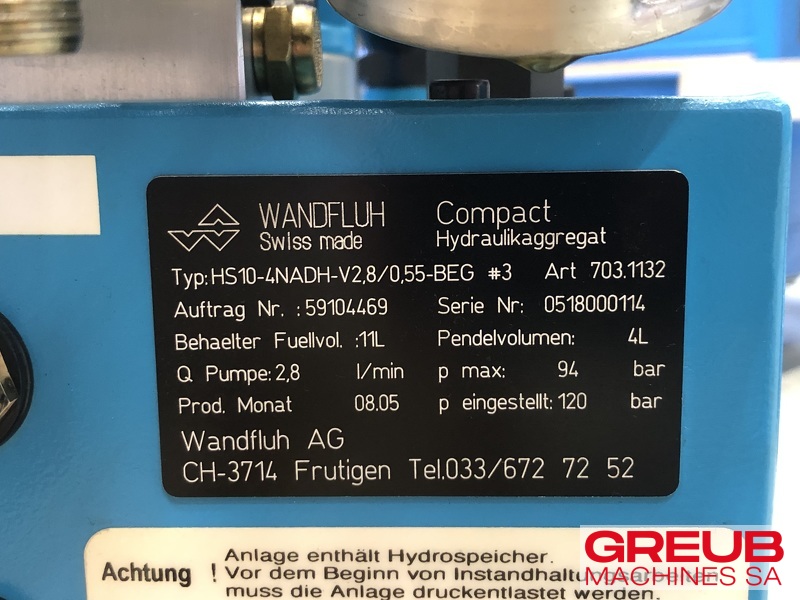 WANDFLUH Compact
Swiss made Hydraulikaggregat
Typ:HS10-4NADH-V2,8/0,55-BEG #3 Art 703.1132
Auftrag Nr. :59104469 Serie Nr: 0518000114
Behaelter Fuellvol. :11L Pendelvolumen: 4L
Q Pumpe:2,8 l/min p max: 94 bar
Prod. Monat 08.05 p eingestellt:120 bar
Wandfluh AG
CH-3714 Frutigen Tel.033/672 72 52
Anlage enthält Hydrospeicher.
Achtung ! Vor dem Beginn von Instandhaltungsarbeiten
muss die Anlage druckentlastet werden
GREUB
MACHINES SA